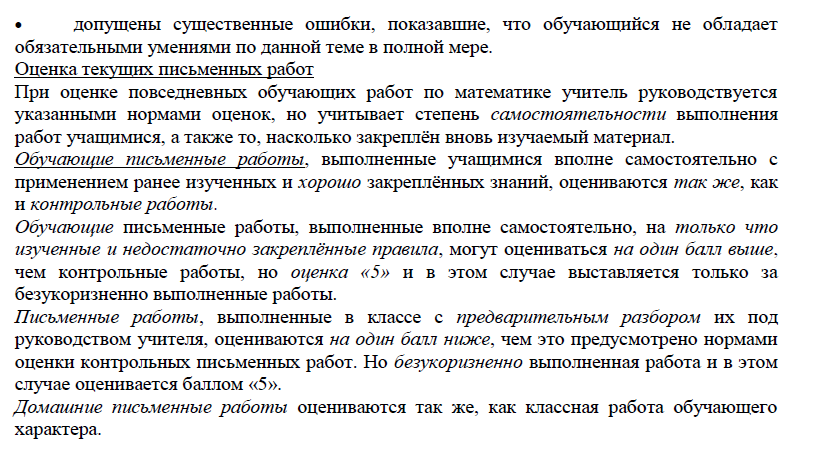 • допущены существенные ошибки, показавшие, что обучающийся не обладает
обязательными умениями по данной теме в полной мере.
Оценка текущих письменных работ
При оценке повседневных обучающих работ по математике учитель руководствуется
указанными нормами оценок, но учитывает степень самостоятельности выполнения
работ учащимися, а также то, насколько закреплён вновь изучаемый материал.
Обучающие письменные работы, выполненные учащимися вполне самостоятельно с
применением ранее изученных и хорошо закреплённых знаний, оцениваются так же, как
и контрольные работы.
Обучающие письменные работы, выполненные вполне самостоятельно, на только что
изученные и недостаточно закреплённые правила, могут оцениваться на один балл выше,
чем контрольные работы, но оценка «5» и в этом случае выставляется только за
безукоризненно выполненные работы.
Письменные работы, выполненные в классе с предварительным разбором их под
руководством учителя, оцениваются на один балл ниже, чем это предусмотрено нормами
оценки контрольных письменных работ. Но безукоризненно выполненная работа и в этом
случае оценивается баллом «5».
Домашние письменные работы оцениваются так же, как классная работа обучающего
характера.